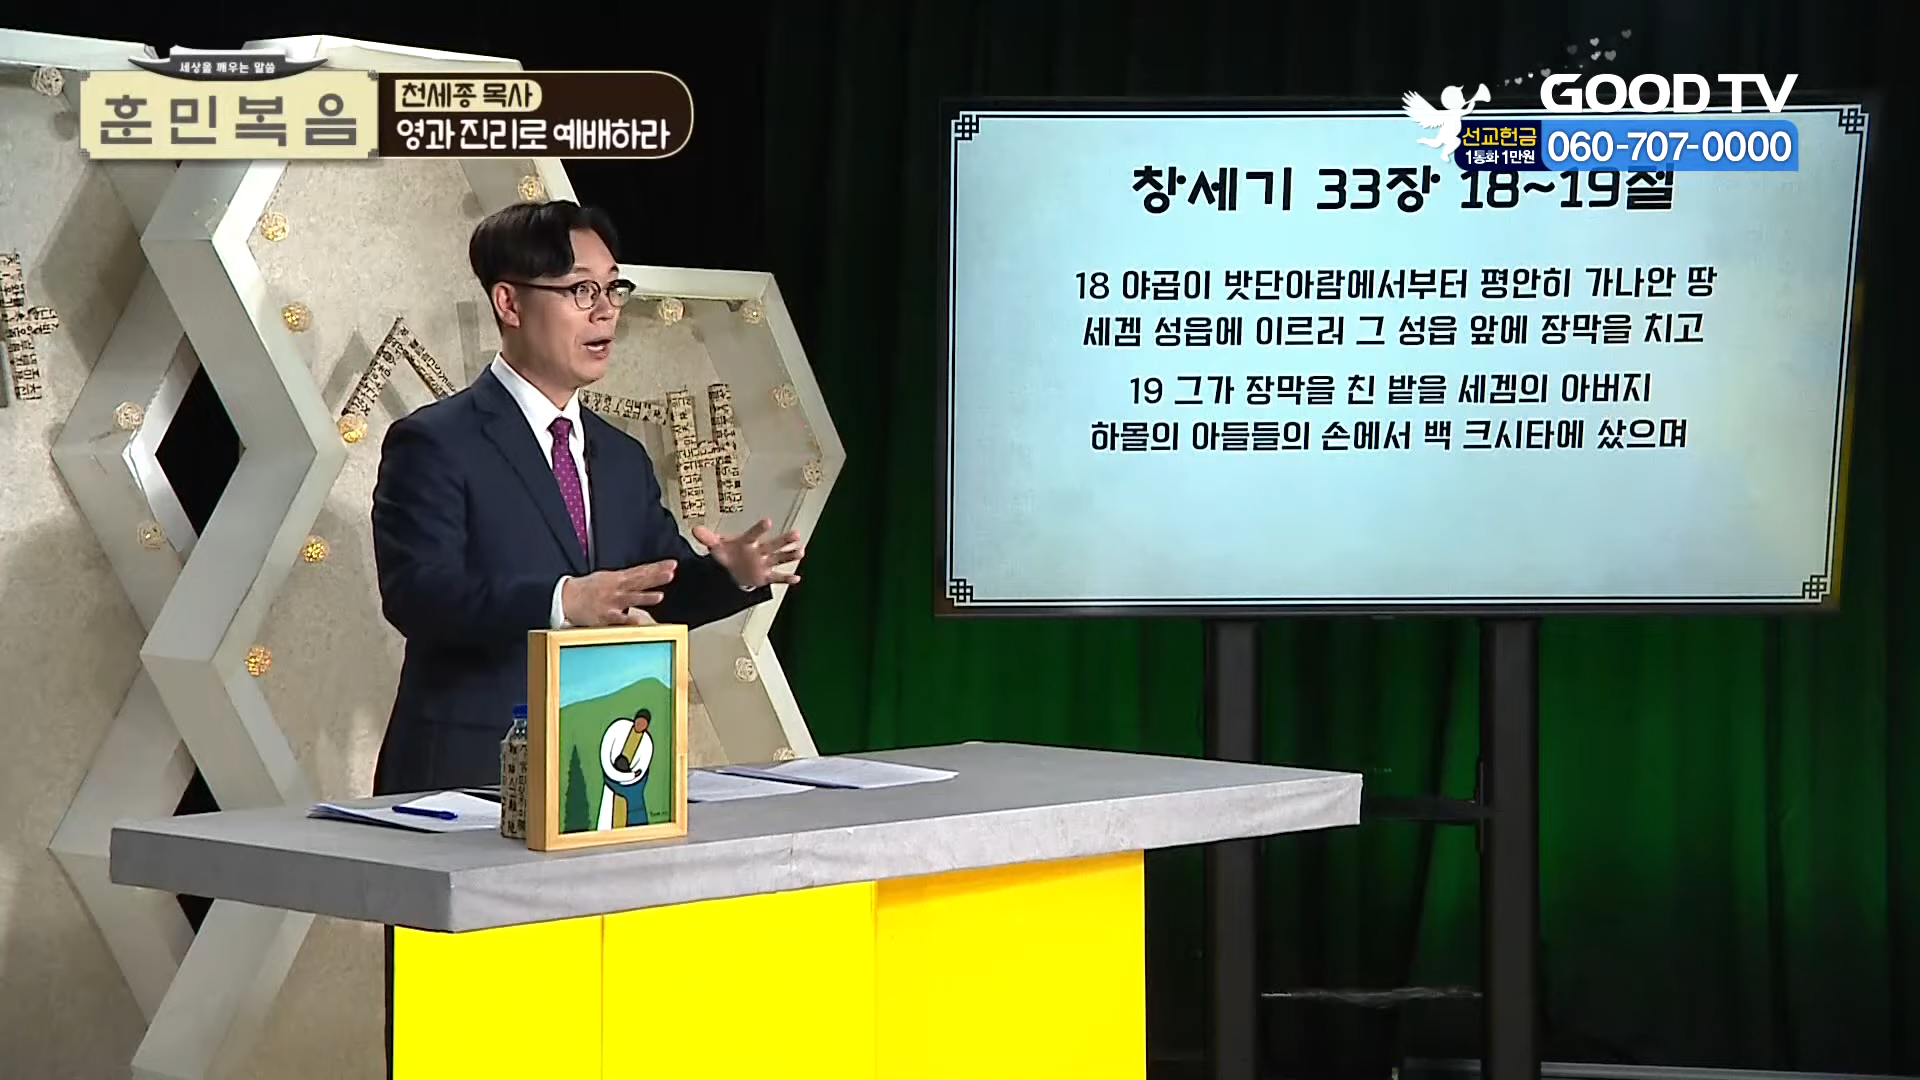 세상을 깨우는 말씀
훈민복음
천세종 목사
영과 진리로 예배하라
GOOD TV
선교헌금
1통화 1만원
060-707-0000
창세기 33장 18~19절
18 야곱이 밧단아람에서부터 평안히 가나안 땅
세겜 성읍에 이르러 그 성읍 앞에 장막을 치고
19 그가 장막을 친 밭을 세겜의 아버지
하몰의 아들들의 손에서 백 크시타에 샀으며